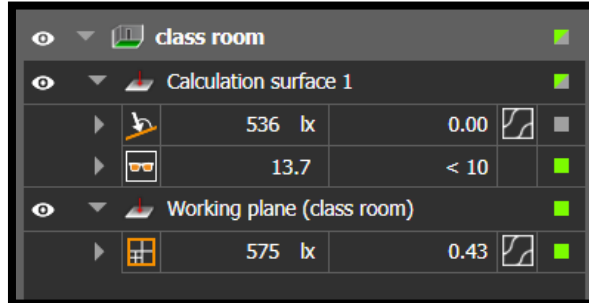 class room
Calculation surface 1
536 lx 0.00
13.7 < 10
Working plane (class room)
575 lx 0.43